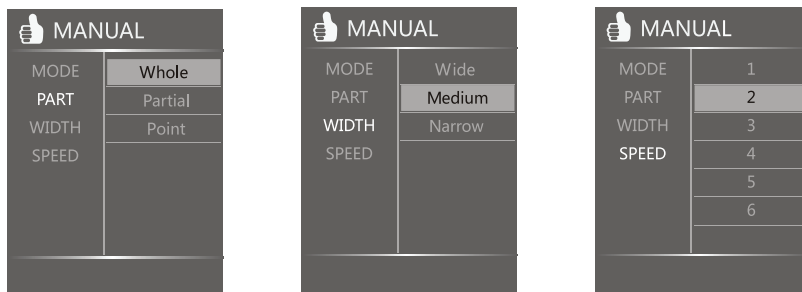 MANUAL
MODE Whole
PART Partial
WIDTH Point
SPEED
MANUAL
MODE Wide
PART Medium
WIDTH Narrow
SPEED
MANUAL
MODE 1
PART 2
WIDTH 3
SPEED 4
5
6